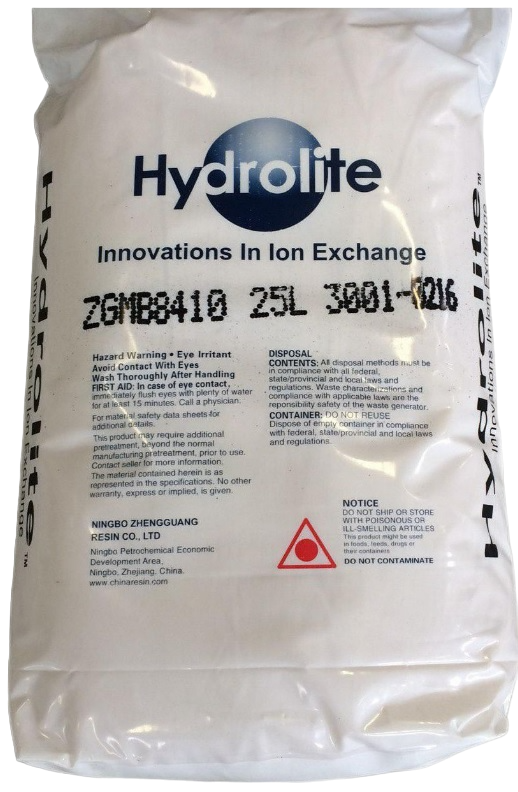 Hydrolite
Innovations In Ion Exchange
ZGMB8410 25L 3001-0216
Hazard Warning • Eye Irritant
Avoid Contact With Eyes
Wash Thoroughly After Handling
FIRST AID: In case of eye contact,
immediately flush eyes with plenty of water
for at least 15 minutes. Call a physician.
For material safety data sheets for
additional details.
This product may require additional
pretreatment, beyond the normal
manufacturing pretreatment, prior to use.
Contact seller for more information.
The material contained herein is as
represented in the specifications. No other
warranty, express or implied, is given.
DISPOSAL
CONTENTS: All disposal methods must be
in compliance with all federal,
state/provincial and local laws and
regulations. Waste characterizations and
compliance with applicable laws are the
reponsibility safety of the waste generator.
CONTAINER: DO NOT REUSE
Dispose of empty container in compliance
with federal, state/provincial and local laws
and regulations.
NINGBO ZHENGGUANG
RESIN CO., LTD
Ningbo Petrochemical Economic
Development Area,
Ningbo, Zhejiang, China.
www.chinaresin.com
NOTICE
DO NOT SHIP OR STORE
WITH POISONOUS OR
ILL-SMELLING ARTICLES
This product might be used
in foods, feeds, drugs or
their containers
DO NOT CONTAMINATE
Hydrolite™
Innovations In Ion Exchange
Hydrolite™
Innovations In Ion Exchange